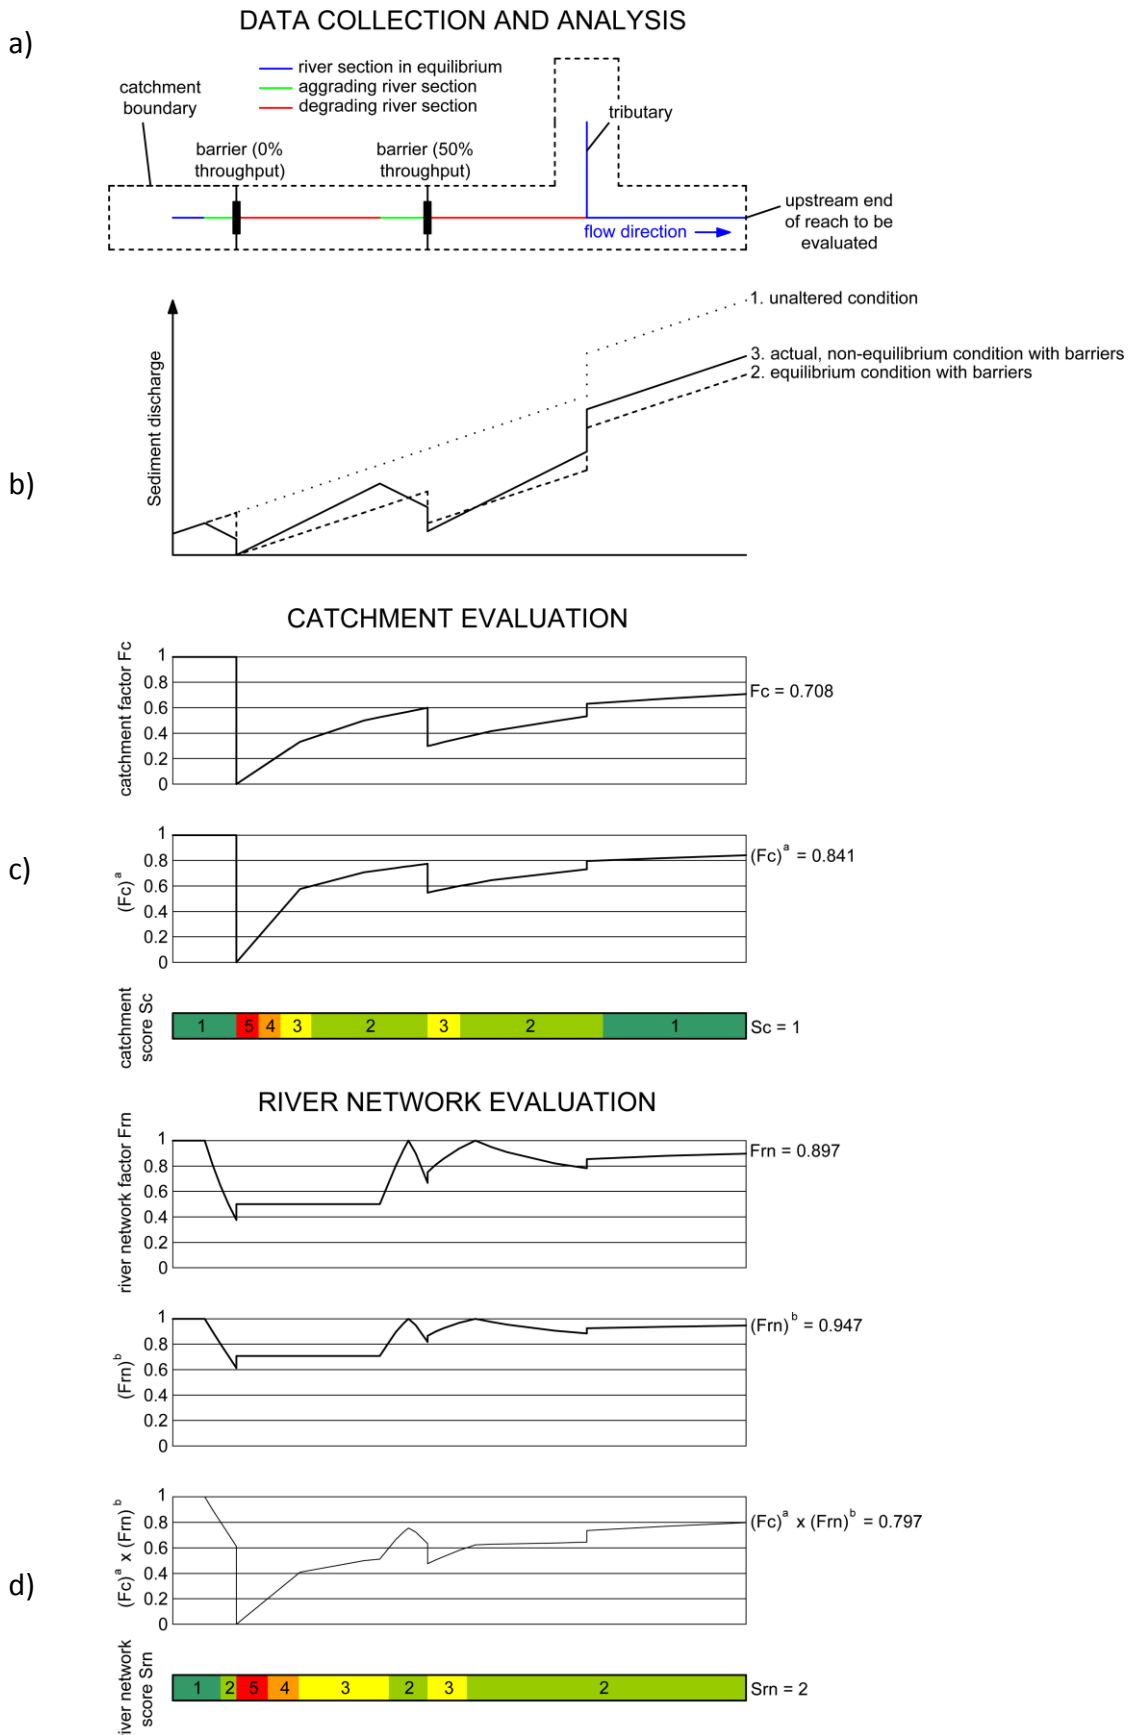 DATA COLLECTION AND ANALYSIS
a)
river section in equilibrium
aggrading river section
degrading river section
catchment
boundary
tributary
barrier (0%
throughput)
barrier (50%
throughput)
upstream end
of reach to be
evaluated
flow direction
b)
Sediment discharge
1. unaltered condition
3. actual, non-equilibrium condition with barriers
2. equilibrium condition with barriers
CATCHMENT EVALUATION
c)
catchment factor Fc
1
0.8
0.6
0.4
0.2
0
Fc = 0.708
(Fc)^a
1
0.8
0.6
0.4
0.2
0
(Fc)^a = 0.841
catchment
score Sc
1 5 4 3 2 3 2 1
Sc = 1
RIVER NETWORK EVALUATION
river network factor Frn
1
0.8
0.6
0.4
0.2
0
Frn = 0.897
(Frn)^b
1
0.8
0.6
0.4
0.2
0
(Frn)^b = 0.947
d)
(Fc)^a x (Frn)^b
1
0.8
0.6
0.4
0.2
0
(Fc)^a x (Frn)^b = 0.797
river network
score Srn
1 2 5 4 3 2 3 2
Srn = 2